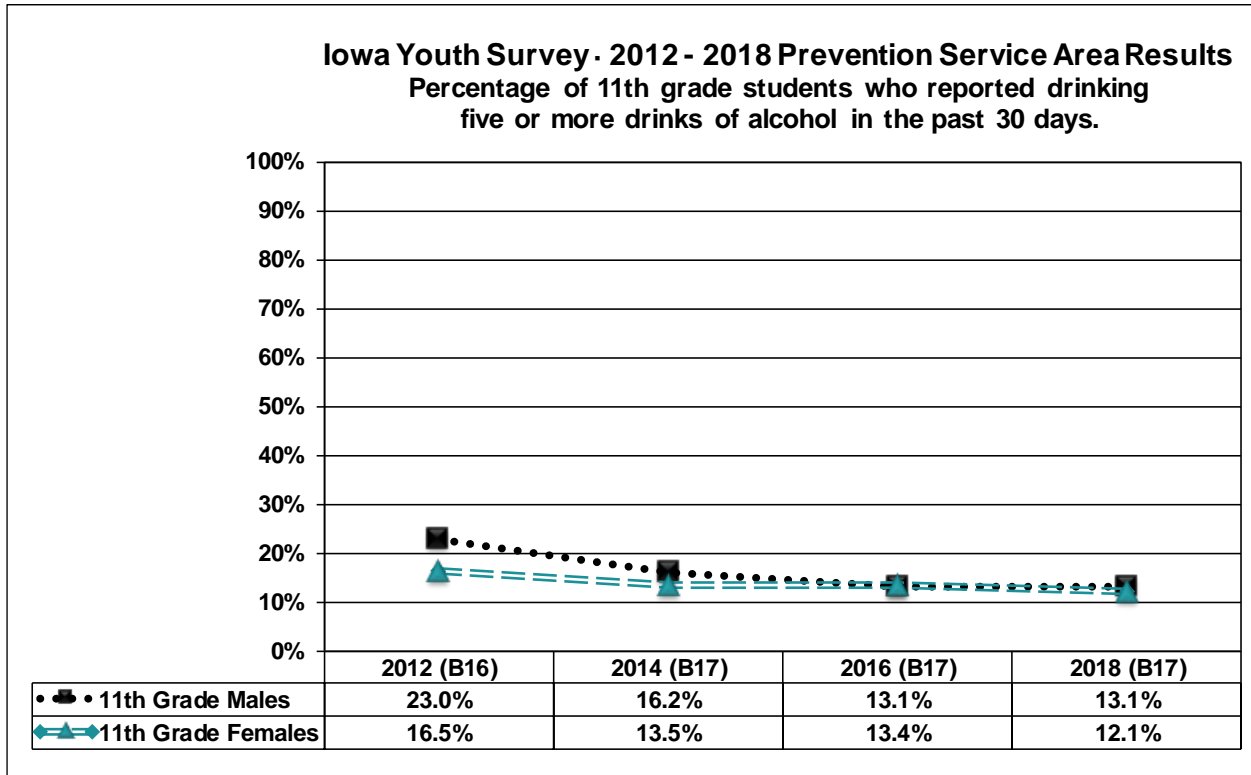 Iowa Youth Survey · 2012 - 2018 Prevention Service Area Results
Percentage of 11th grade students who reported drinking
five or more drinks of alcohol in the past 30 days.
100%
90%
80%
70%
60%
50%
40%
30%
20%
10%
0%
2012 (B16) 2014 (B17) 2016 (B17) 2018 (B17)
11th Grade Males 23.0% 16.2% 13.1% 13.1%
11th Grade Females 16.5% 13.5% 13.4% 12.1%